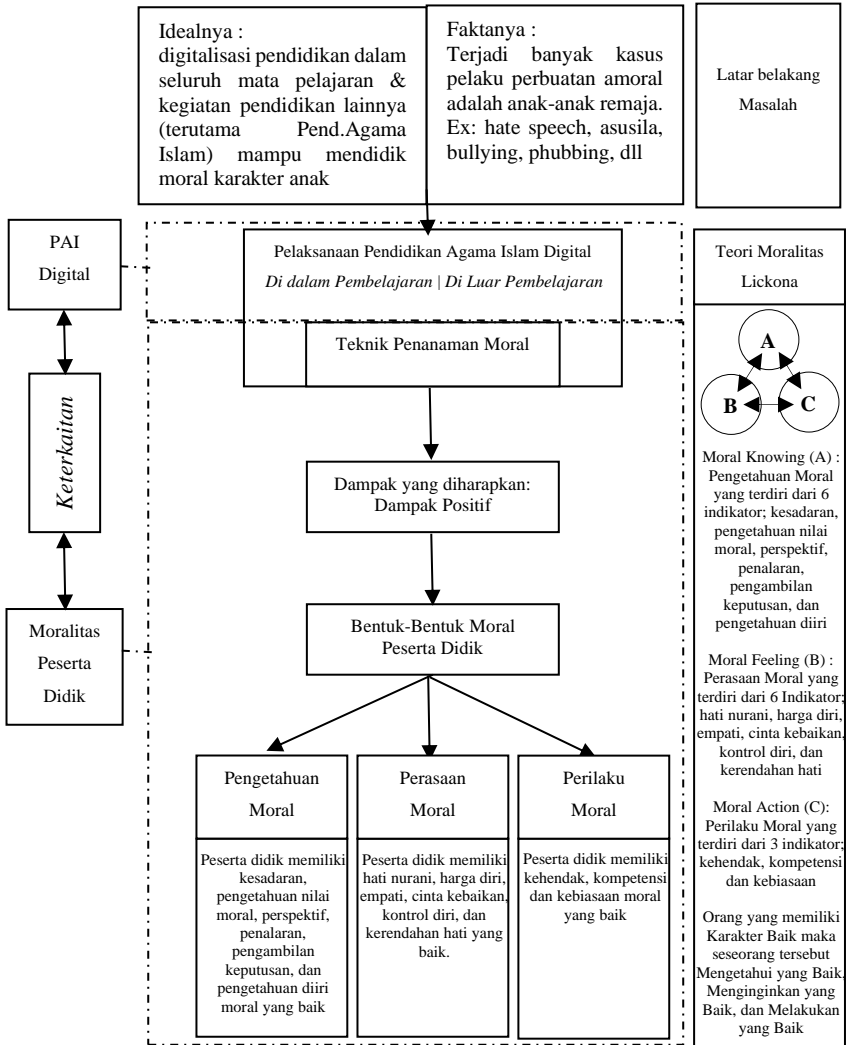 Idealnya :
digitalisasi pendidikan dalam
seluruh mata pelajaran &
kegiatan pendidikan lainnya
(terutama Pend.Agama
Islam) mampu mendidik
moral karakter anak
Faktanya :
Terjadi banyak kasus
pelaku perbuatan amoral
adalah anak-anak remaja.
Ex: hate speech, asusila,
bullying, phubbing, dll
Latar belakang
Masalah
PAI
Digital
Keterkaitan
Moralitas
Peserta
Didik
Pelaksanaan Pendidikan Agama Islam Digital
Di dalam Pembelajaran | Di Luar Pembelajaran
Teknik Penanaman Moral
Dampak yang diharapkan:
Dampak Positif
Bentuk-Bentuk Moral
Peserta Didik
Pengetahuan
Moral
Peserta didik memiliki
kesadaran,
pengetahuan nilai
moral, perspektif,
penalaran,
pengambilan
keputusan, dan
pengetahuan diiri
moral yang baik
Perasaan
Moral
Peserta didik memiliki
hati nurani, harga diri,
empati, cinta kebaikan,
kontrol diri, dan
kerendahan hati yang
baik.
Perilaku
Moral
Peserta didik memiliki
kehendak, kompetensi
dan kebiasaan moral
yang baik
Teori Moralitas
Lickona
A
B
C
Moral Knowing (A) :
Pengetahuan Moral
yang terdiri dari 6
indikator; kesadaran,
pengetahuan nilai
moral, perspektif,
penalaran,
pengambilan
keputusan, dan
pengetahuan diiri
Moral Feeling (B) :
Perasaan Moral yang
terdiri dari 6 Indikator;
hati nurani, harga diri,
empati, cinta kebaikan,
kontrol diri, dan
kerendahan hati
Moral Action (C):
Perilaku Moral yang
terdiri dari 3 indikator;
kehendak, kompetensi
dan kebiasaan
Orang yang memiliki
Karakter Baik maka
seseorang tersebut
Mengetahui yang Baik,
Menginginkan yang
Baik, dan Melakukan
yang Baik